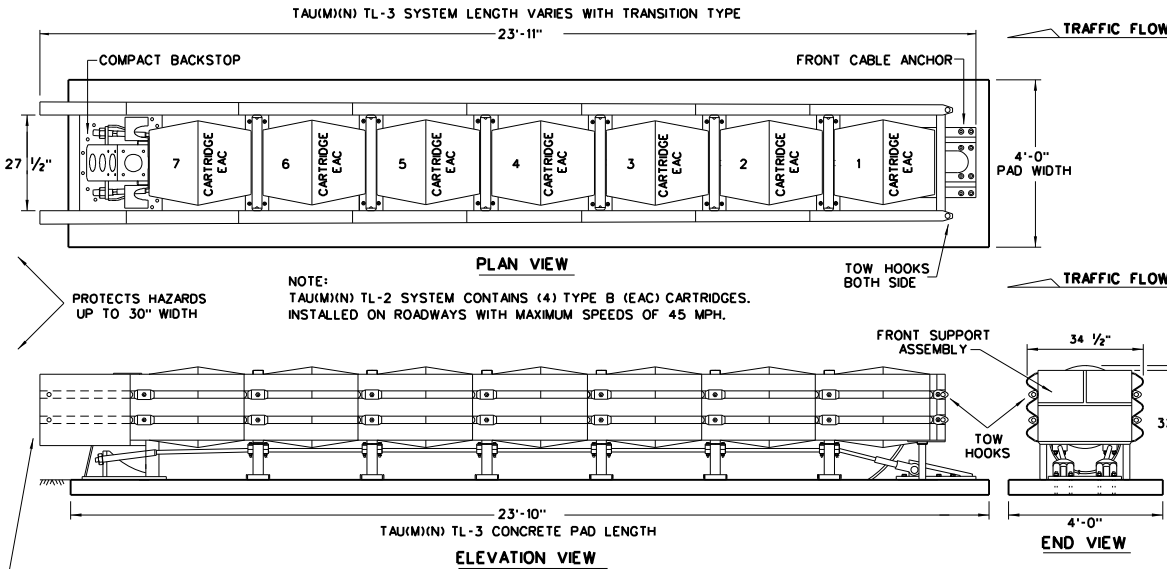 TAU(M)(N) TL-3 SYSTEM LENGTH VARIES WITH TRANSITION TYPE
23'-11"
TRAFFIC FLOW
COMPACT BACKSTOP
FRONT CABLE ANCHOR
27 ½"
7
CARTRIDGE
EAC
6
CARTRIDGE
EAC
5
CARTRIDGE
EAC
4
CARTRIDGE
EAC
3
CARTRIDGE
EAC
2
CARTRIDGE
EAC
1
CARTRIDGE
EAC
4'-0"
PAD WIDTH
PLAN VIEW
TOW HOOKS
BOTH SIDE
TRAFFIC FLOW
PROTECTS HAZARDS
UP TO 30" WIDTH
NOTE:
TAU(M)(N) TL-2 SYSTEM CONTAINS (4) TYPE B (EAC) CARTRIDGES.
INSTALLED ON ROADWAYS WITH MAXIMUM SPEEDS OF 45 MPH.
FRONT SUPPORT
ASSEMBLY
34 ½"
TOW
HOOKS
23'-10"
TAU(M)(N) TL-3 CONCRETE PAD LENGTH
ELEVATION VIEW
4'-0"
END VIEW